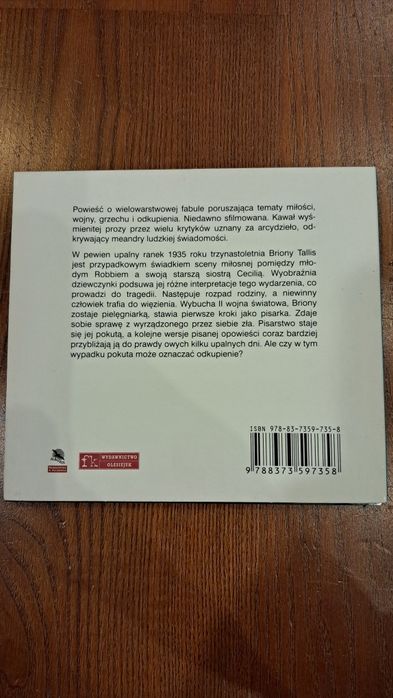 Powieść o wielowarstwowej fabule poruszająca tematy miłości,
wojny, grzechu i odkupienia. Niedawno sfilmowana. Kawał wyś-
mienitej prozy przez wielu krytyków uznany za arcydzieło, od-
krywający meandry ludzkiej świadomości.
W pewien upalny ranek 1935 roku trzynastoletnia Briony Tallis
jest przypadkowym świadkiem sceny miłosnej pomiędzy mło-
dym Robbiem a swoją starszą siostrą Cecilią. Wyobraźnia
dziewczynki podsuwa jej różne interpretacje tego wydarzenia, co
prowadzi do tragedii. Następuje rozpad rodziny, a niewinny
człowiek trafia do więzienia. Wybucha II wojna światowa, Briony
zostaje pielęgniarką, stawia pierwsze kroki jako pisarka. Zdaje
sobie sprawę z wyrządzonego przez siebie zła. Pisarstwo staje
się jej pokutą, a kolejne wersje pisanej opowieści coraz bardziej
przybliżają ją do prawdy owych kilku upalnych dni. Ale czy w tym
wypadku pokuta może oznaczać odkupienie?
ISBN 978-83-7359-735-8
9 788373 597358
fk WYDAWNICTWO
OLESIEJUK